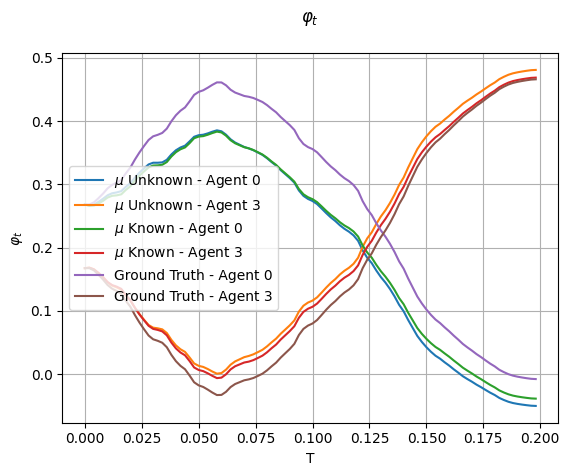 φₜ
0.5
0.4
0.3
0.2
0.1
0.0
φₜ
μ Unknown - Agent 0
μ Unknown - Agent 3
μ Known - Agent 0
μ Known - Agent 3
Ground Truth - Agent 0
Ground Truth - Agent 3
0.000 0.025 0.050 0.075 0.100 0.125 0.150 0.175 0.200
T